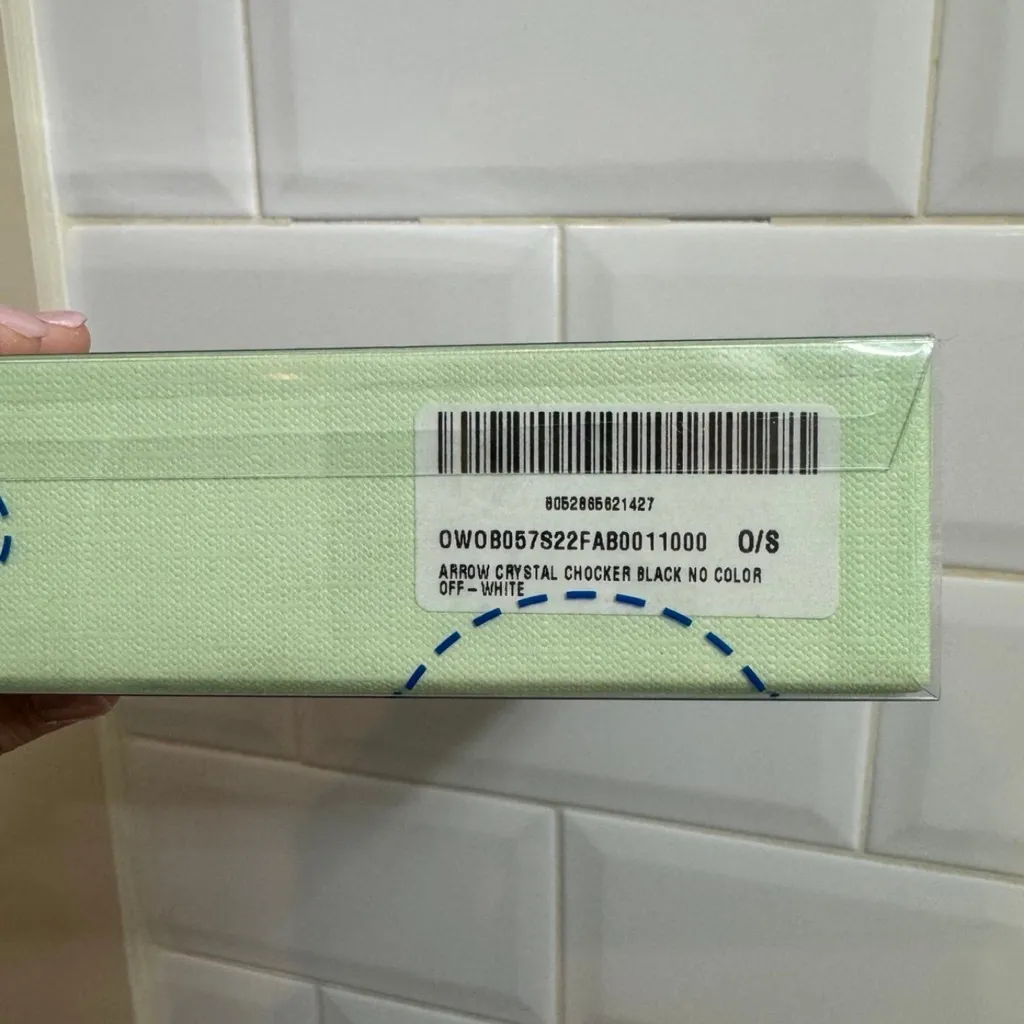 8052865621427
OWOB057S22FAB0011000 O/S
ARROW CRYSTAL CHOCKER BLACK NO COLOR
OFF-WHITE